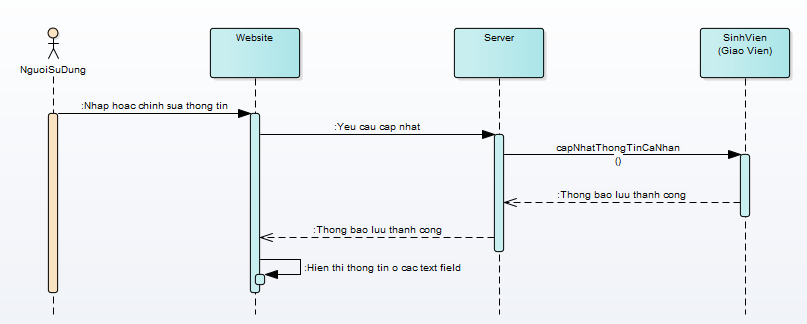 Website
Server
SinhVien
(Giao Vien)
NguoiSuDung
:Nhap hoac chinh sua thong tin
:Yeu cau cap nhat
capNhatThongTinCaNhan
()
:Thong bao luu thanh cong
:Thong bao luu thanh cong
:Hien thi thong tin o cac text field